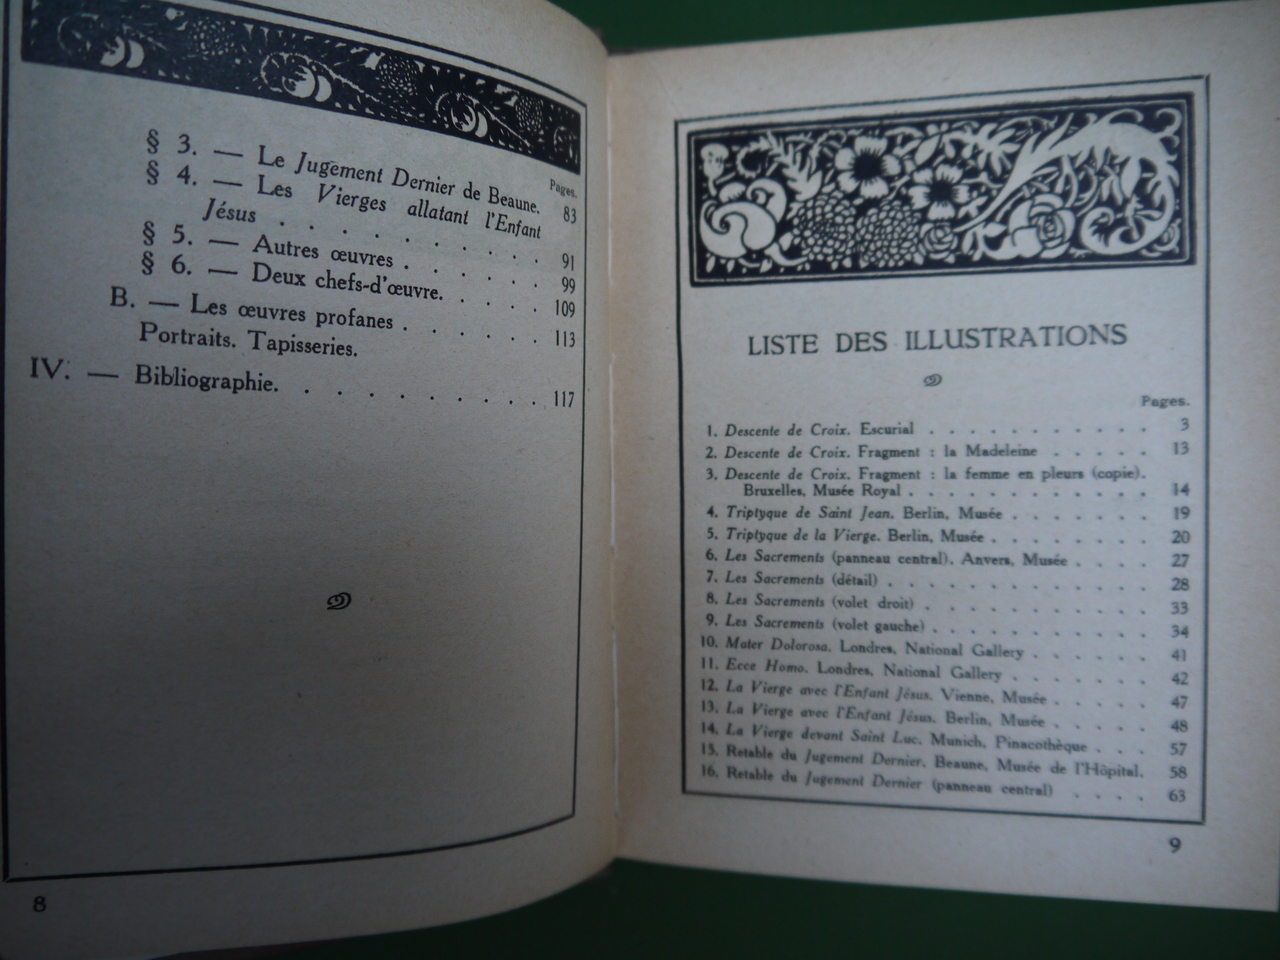 Pages.
§ 3. — Le Jugement Dernier de Beaune. 83
§ 4. — Les Vierges allatant l'Enfant
Jésus . . . . . . . . . . 91
§ 5. — Autres œuvres . . . . . . 99
§ 6. — Deux chefs-d'œuvre. . . . . 109
B. — Les œuvres profanes . . . . . . 113
Portraits. Tapisseries.
IV. — Bibliographie. . . . . . . . . . 117
8
LISTE DES ILLUSTRATIONS
Pages.
1. Descente de Croix. Escurial . . . . . . . . . . . 3
2. Descente de Croix. Fragment : la Madeleine . . . . . 13
3. Descente de Croix. Fragment : la femme en pleurs (copie).
Bruxelles, Musée Royal . . . . . . . . . . . 14
4. Triptyque de Saint Jean. Berlin, Musée . . . . . . . 19
5. Triptyque de la Vierge. Berlin, Musée . . . . . . . . 20
6. Les Sacrements (panneau central). Anvers, Musée . . . . 27
7. Les Sacrements (détail) . . . . . . . . . . . . . 28
8. Les Sacrements (volet droit) . . . . . . . . . . . 33
9. Les Sacrements (volet gauche) . . . . . . . . . . . 34
10. Mater Dolorosa. Londres, National Gallery . . . . . . 41
11. Ecce Homo. Londres, National Gallery . . . . . . . 42
12. La Vierge avec l'Enfant Jésus. Vienne, Musée . . . . . 47
13. La Vierge avec l'Enfant Jésus. Berlin, Musée . . . . . 48
14. La Vierge devant Saint Luc. Munich, Pinacothèque . . . 57
15. Retable du Jugement Dernier. Beaune, Musée de l'Hôpital. 58
16. Retable du Jugement Dernier (panneau central) . . . . 63
9